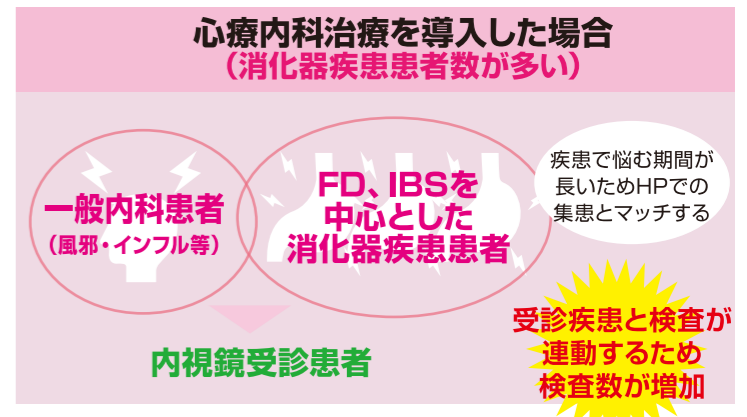 心療内科治療を導入した場合
（消化器疾患患者数が多い）
一般内科患者
（風邪・インフル等）
FD、IBSを
中心とした
消化器疾患患者
疾患で悩む期間が
長いためHPでの
集患とマッチする
内視鏡受診患者
受診疾患と検査が
連動するため
検査数が増加